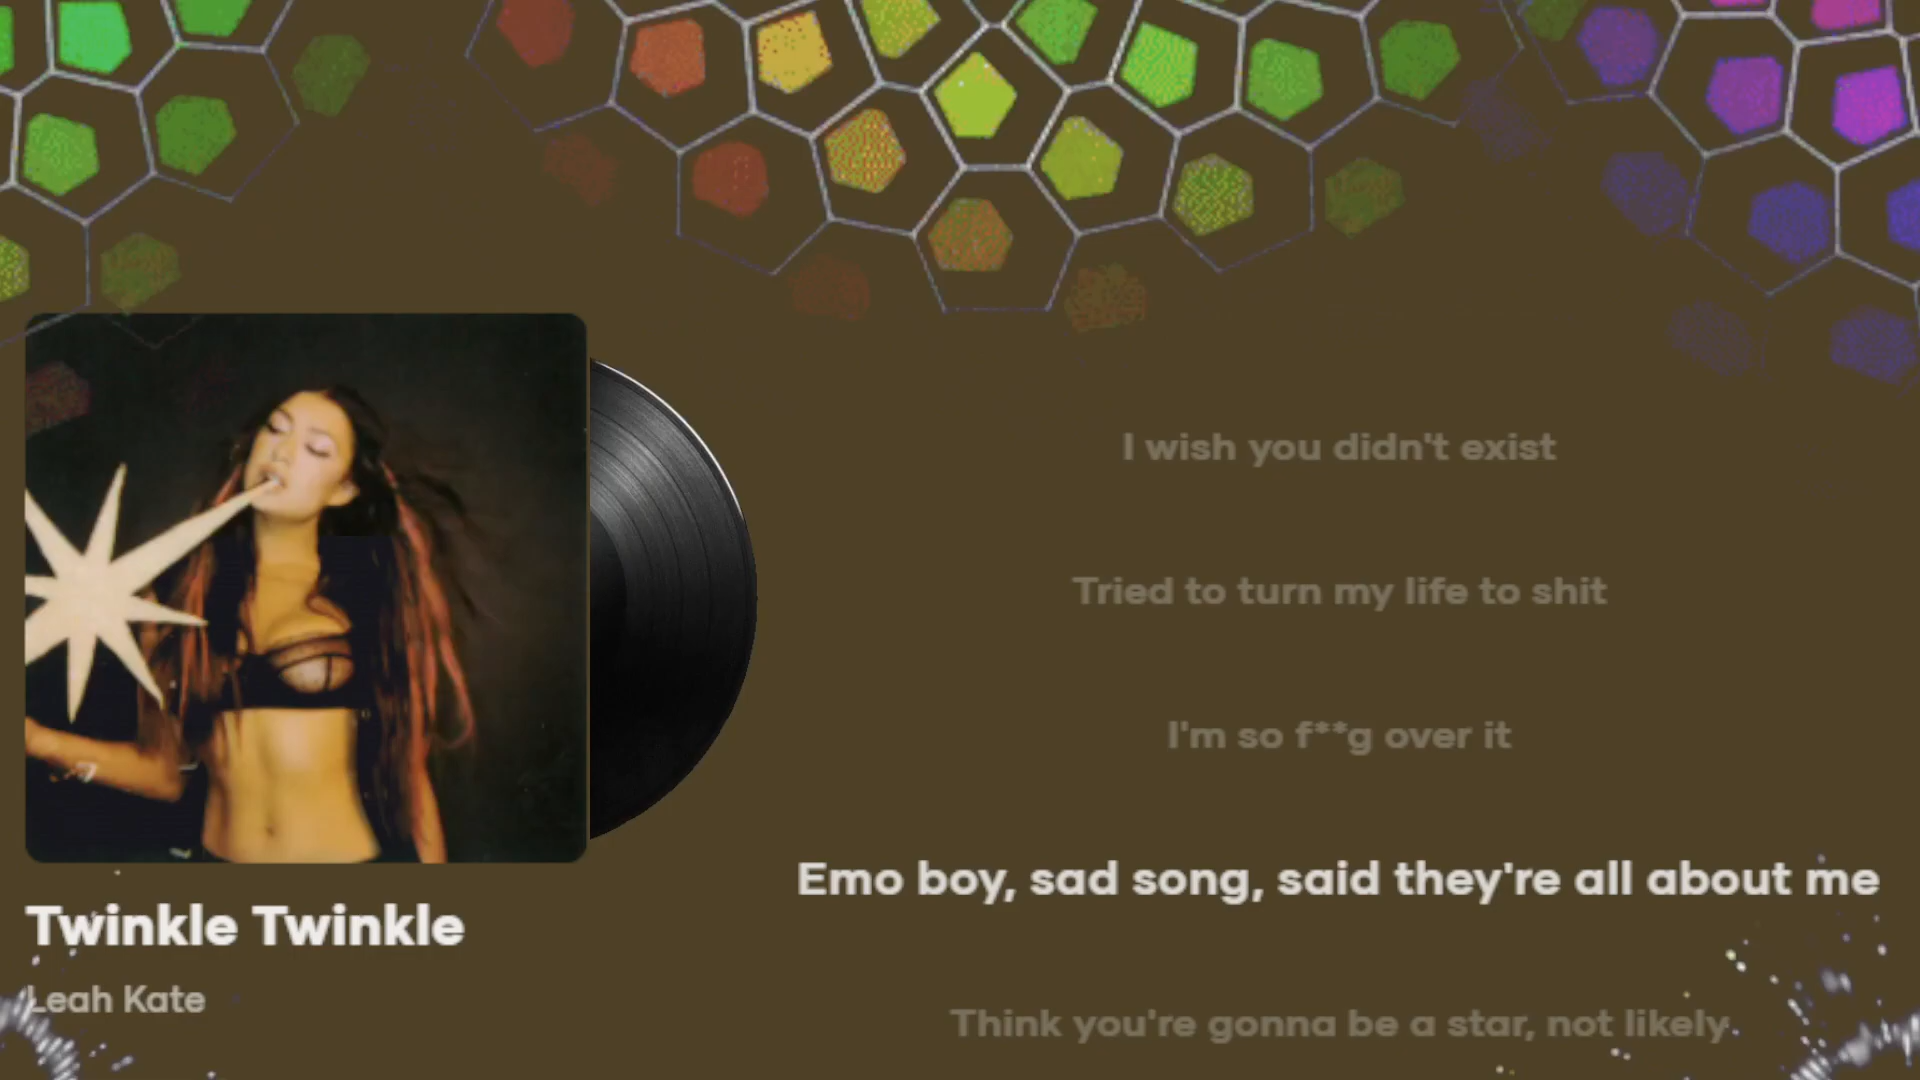 I wish you didn't exist
Tried to turn my life to shit
I'm so f**g over it
Emo boy, sad song, said they're all about me
Think you're gonna be a star, not likely
Twinkle Twinkle
Leah Kate